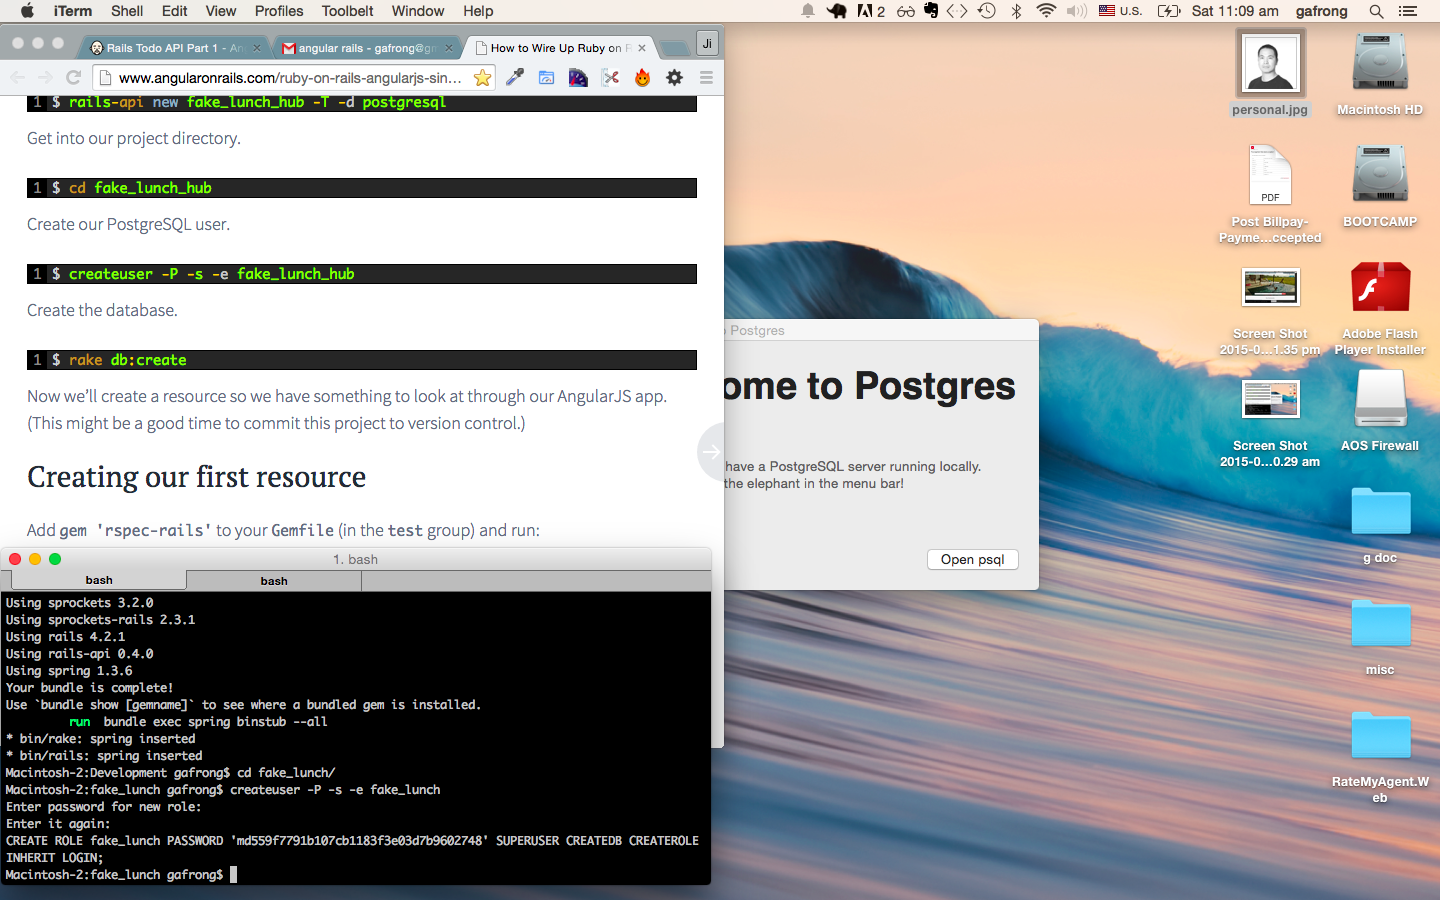 iTerm Shell Edit View Profiles Toolbelt Window Help
2 U.S. Sat 11:09 am gafrong
Rails Todo API Part 1 - An
angular rails - gafrong@gm
How to Wire Up Ruby on R
Ji
www.angularonrails.com/ruby-on-rails-angularjs-sin...
1 $ rails-api new fake_lunch_hub -T -d postgresql
Get into our project directory.
1 $ cd fake_lunch_hub
Create our PostgreSQL user.
1 $ createuser -P -s -e fake_lunch_hub
Create the database.
1 $ rake db:create
Now we'll create a resource so we have something to look at through our AngularJS app.
(This might be a good time to commit this project to version control.)
Creating our first resource
Add gem 'rspec-rails' to your Gemfile (in the test group) and run:
1. bash
bash
bash
Using sprockets 3.2.0
Using sprockets-rails 2.3.1
Using rails 4.2.1
Using rails-api 0.4.0
Using spring 1.3.6
Your bundle is complete!
Use `bundle show [gemname]` to see where a bundled gem is installed.
run bundle exec spring binstub --all
* bin/rake: spring inserted
* bin/rails: spring inserted
Macintosh-2:Development gafrong$ cd fake_lunch/
Macintosh-2:fake_lunch gafrong$ createuser -P -s -e fake_lunch
Enter password for new role:
Enter it again:
CREATE ROLE fake_lunch PASSWORD 'md559f7791b107cb1183f3e03d7b9602748' SUPERUSER CREATEDB CREATEROLE
INHERIT LOGIN;
Macintosh-2:fake_lunch gafrong$
o Postgres
ome to Postgres
have a PostgreSQL server running locally.
the elephant in the menu bar!
Open psql
personal.jpg
Macintosh HD
PDF
Post Billpay-
Payme...ccepted
BOOTCAMP
Screen Shot
2015-0...1.35 pm
Adobe Flash
Player Installer
Screen Shot
2015-0...0.29 am
AOS Firewall
g doc
misc
RateMyAgent.W
eb